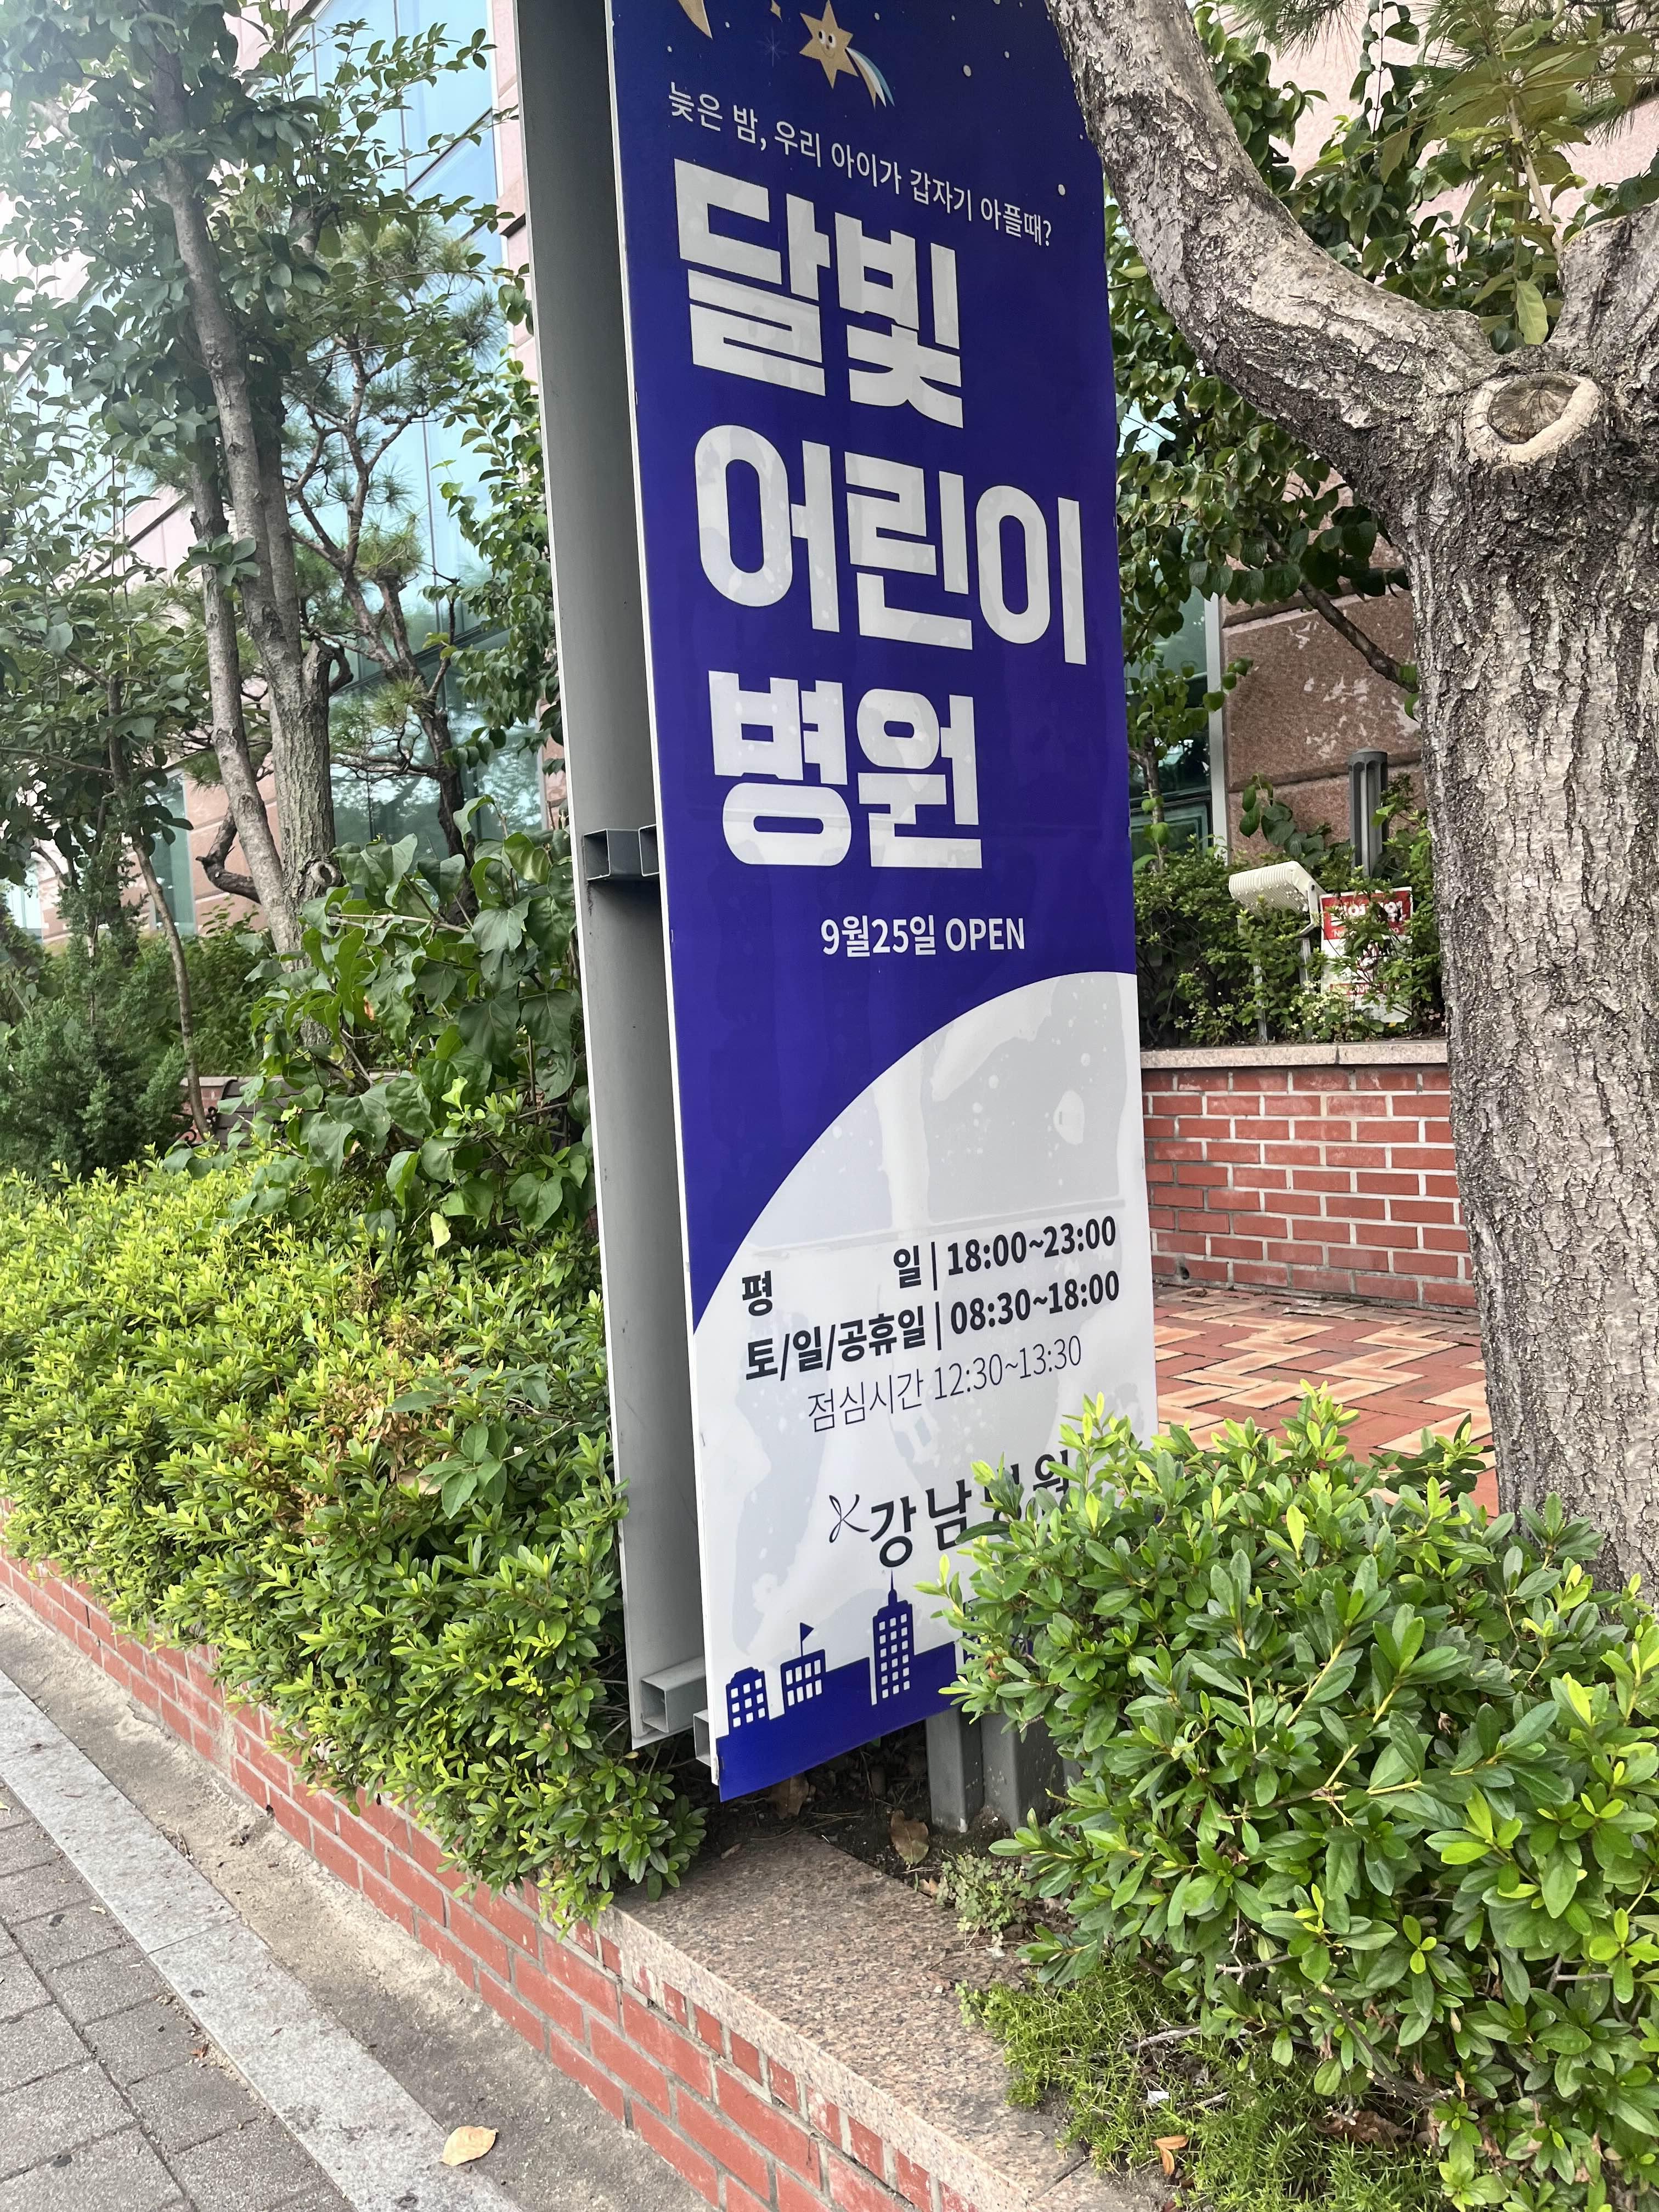 늦은 밤, 우리 아이가 갑자기 아플때?
달빛
어린이
병원
9월25일 OPEN
평 일 | 18:00~23:00
토/일/공휴일 | 08:30~18:00
점심시간 12:30~13:30
강남병원